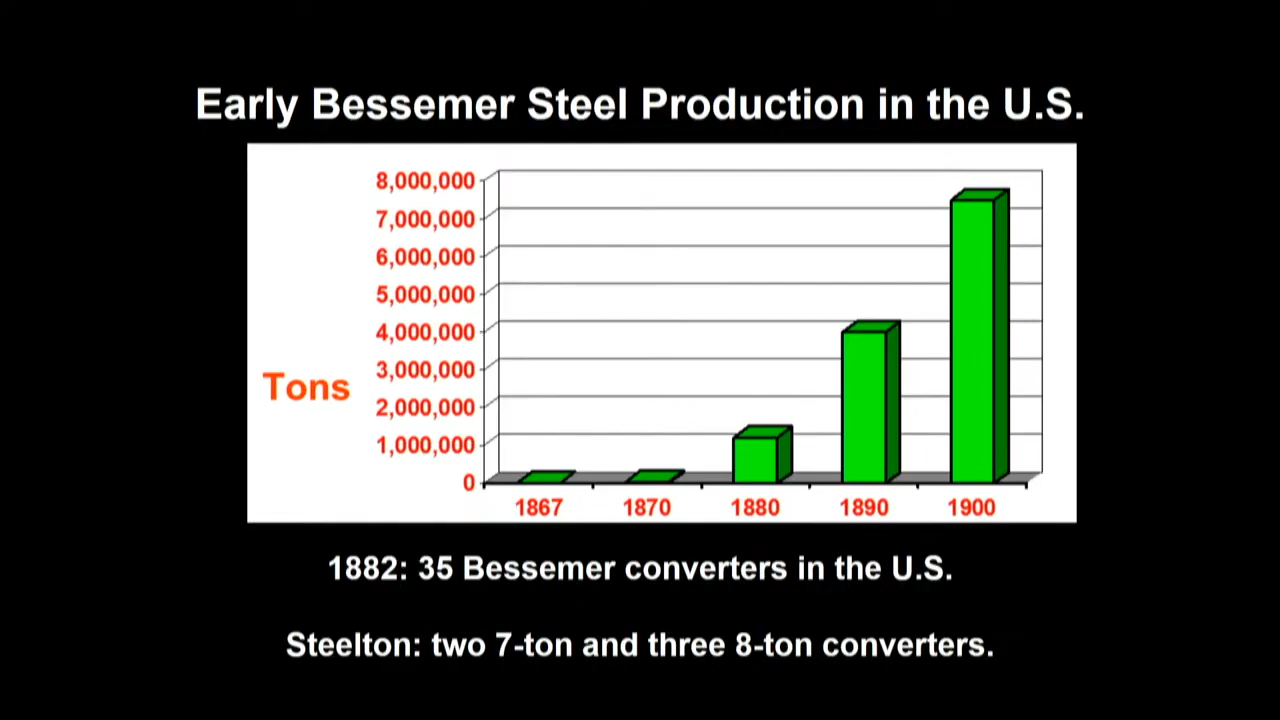 Early Bessemer Steel Production in the U.S.
8,000,000
7,000,000
6,000,000
5,000,000
4,000,000
3,000,000
Tons
2,000,000
1,000,000
0
1867 1870 1880 1890 1900
1882: 35 Bessemer converters in the U.S.
Steelton: two 7-ton and three 8-ton converters.